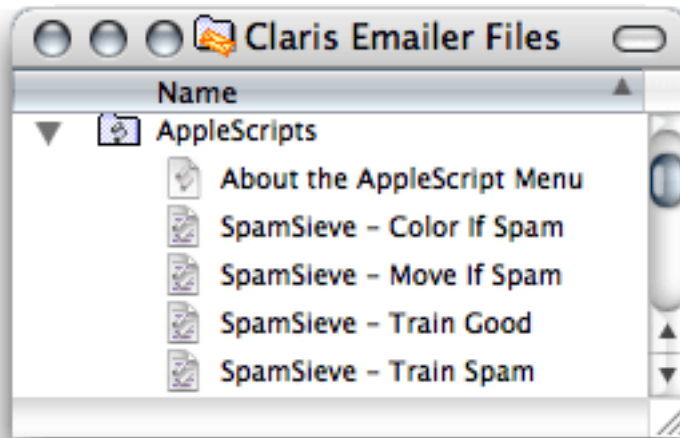 Claris Emailer Files
Name
AppleScripts
About the AppleScript Menu
SpamSieve – Color If Spam
SpamSieve – Move If Spam
SpamSieve – Train Good
SpamSieve – Train Spam